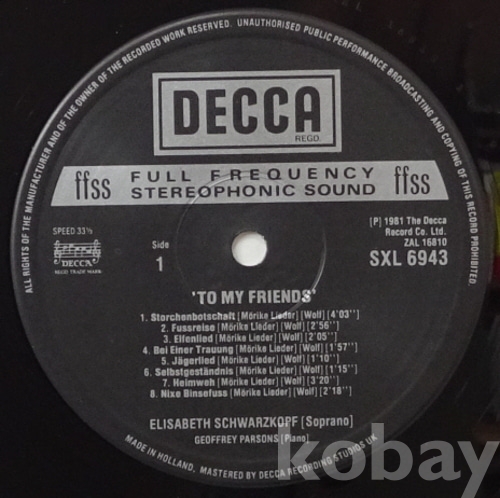 ALL RIGHTS OF THE MANUFACTURER AND OF THE OWNER OF THE RECORDED WORK RESERVED. UNAUTHORISED PUBLIC PERFORMANCE BROADCASTING AND COPYING OF THIS RECORD PROHIBITED.
DECCA
REGD.
ffss FULL FREQUENCY STEREOPHONIC SOUND ffss
SPEED 33⅓
DECCA
REGD TRADE MARK
Side
1
[P] 1981 The Decca
Record Co. Ltd.
ZAL 16810
SXL 6943
'TO MY FRIENDS'
1. Storchenbotschaft [Mörike Lieder] [Wolf] [4'03'']
2. Fussreise [Mörike Lieder] [Wolf] [2'56'']
3. Elfenlied [Mörike Lieder] [Wolf] [2'05'']
4. Bei Einer Trauung [Mörike Lieder] [Wolf] [1'57'']
5. Jägerlied [Mörike Lieder] [Wolf] [1'10'']
6. Selbstgeständnis [Mörike Lieder] [Wolf] [1'15'']
7. Heimweh [Mörike Lieder] [Wolf] [3'20'']
8. Nixe Binsefuss [Mörike Lieder] [Wolf] [2'18'']
ELISABETH SCHWARZKOPF [Soprano]
GEOFFREY PARSONS [Piano]
MADE IN HOLLAND. MASTERED BY DECCA RECORDING STUDIOS UK
kobay